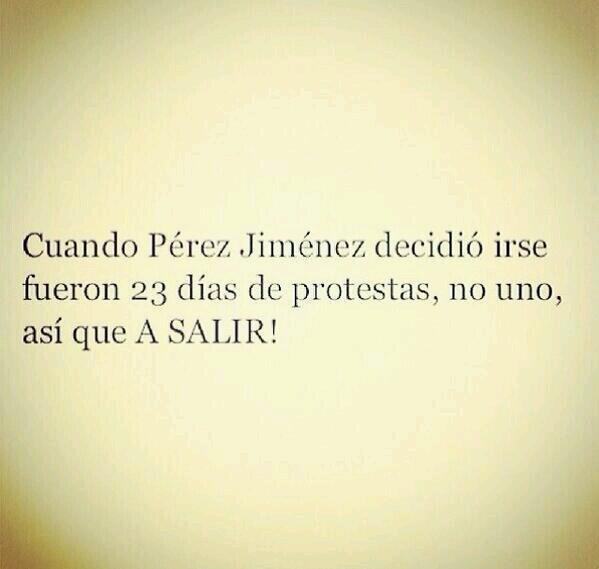 Cuando Pérez Jiménez decidió irse
fueron 23 días de protestas, no uno,
así que A SALIR!